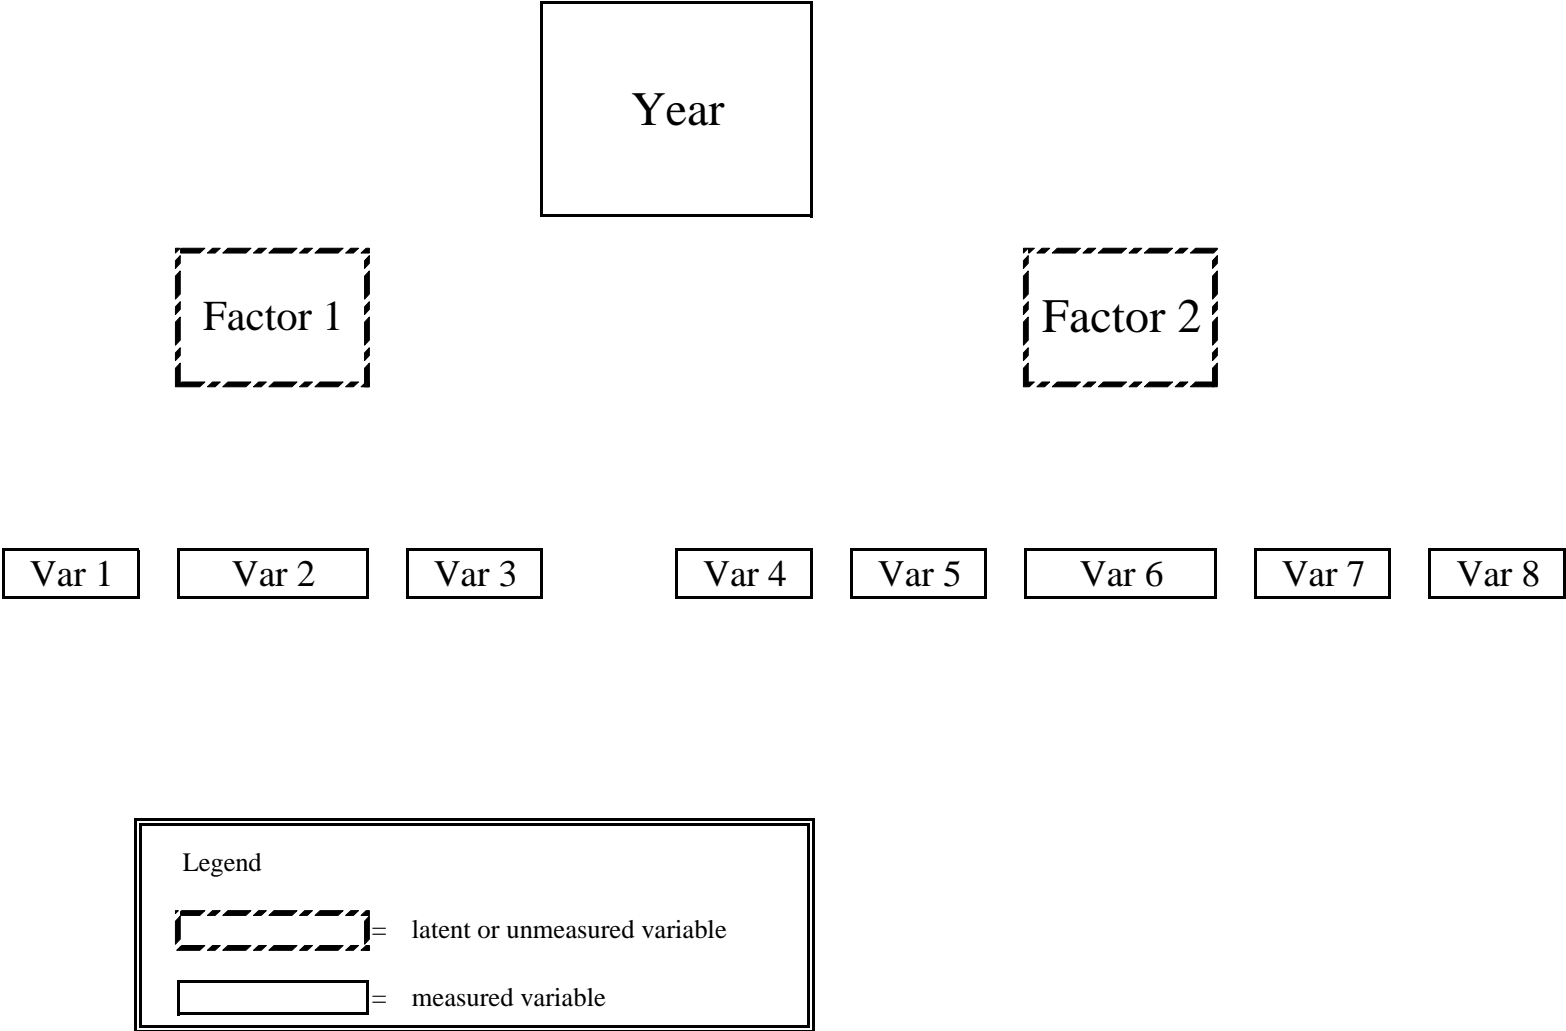 Year
Factor 1
Factor 2
Var 1 Var 2 Var 3 Var 4 Var 5 Var 6 Var 7 Var 8
Legend
= latent or unmeasured variable
= measured variable